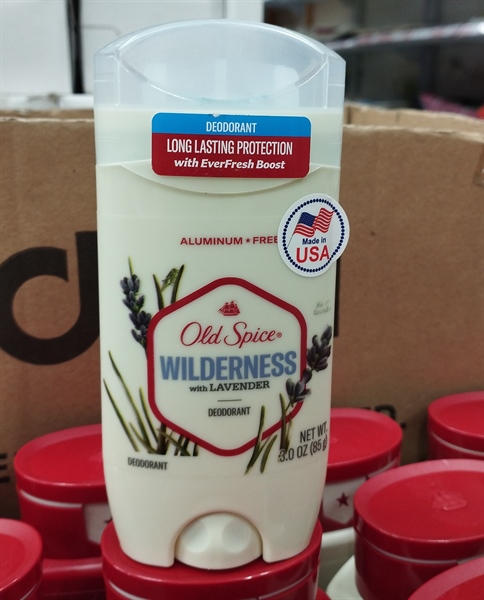 DEODORANT
LONG LASTING PROTECTION
with EverFresh Boost
ALUMINUM ★ FREE
Made in
USA
Old Spice®
WILDERNESS
with LAVENDER
DEODORANT
DEODORANT
NET WT.
3.0 OZ (85 g)